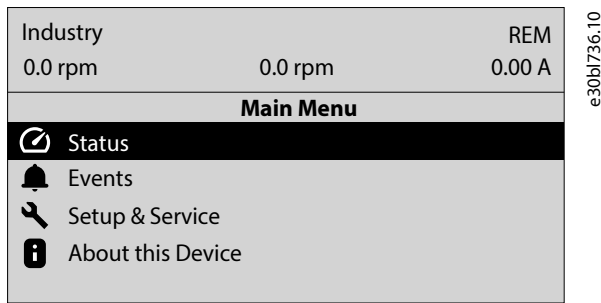 Industry REM
0.0 rpm 0.0 rpm 0.00 A
Main Menu
Status
Events
Setup & Service
About this Device
e30bl736.10